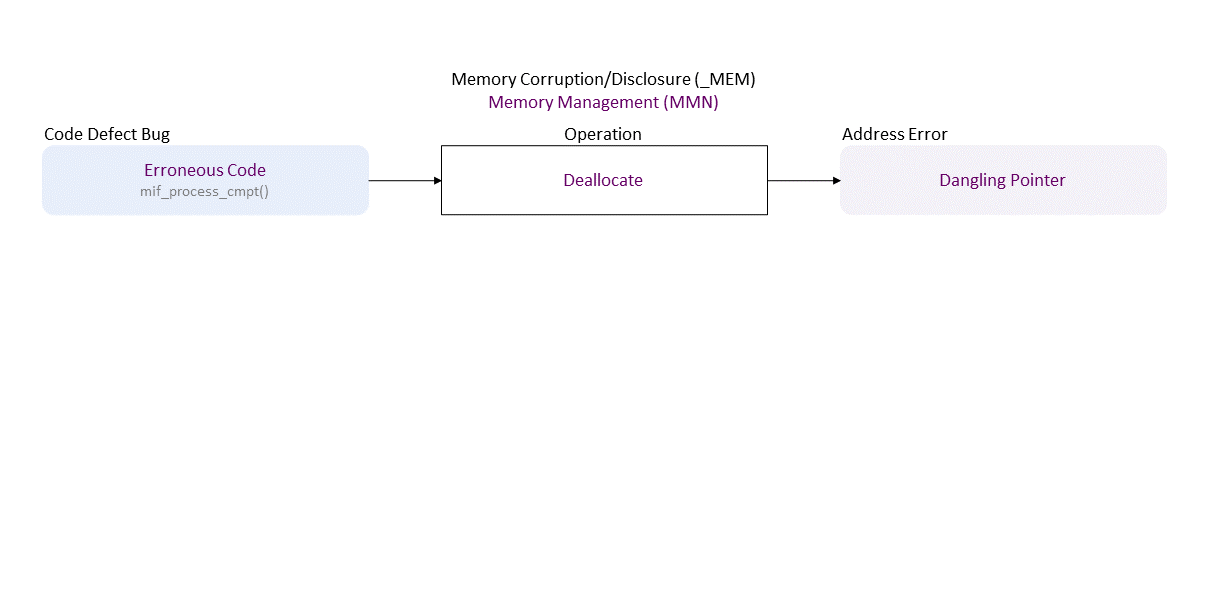 Memory Corruption/Disclosure (_MEM)
Memory Management (MMN)
Code Defect Bug
Operation
Address Error
Erroneous Code
mif_process_cmpt()
Deallocate
Dangling Pointer